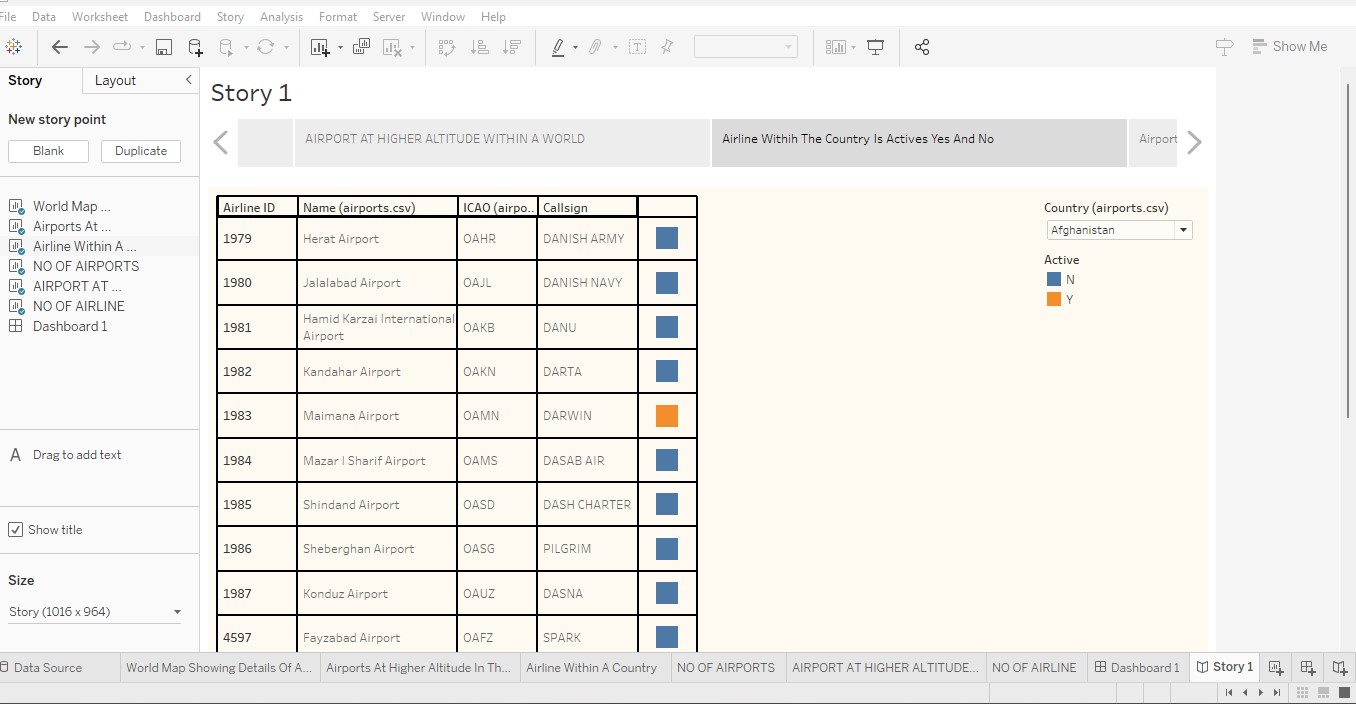 File Data Worksheet Dashboard Story Analysis Format Server Window Help
Show Me
Story Layout
New story point
Blank Duplicate
World Map ...
Airports At ...
Airline Within A ...
NO OF AIRPORTS
AIRPORT AT ...
NO OF AIRLINE
Dashboard 1
A Drag to add text
Show title
Size
Story (1016 x 964)
Story 1
AIRPORT AT HIGHER ALTITUDE WITHIN A WORLD
Airline Withih The Country Is Actives Yes And No
Airport
Airline ID Name (airports.csv) ICAO (airpo.. Callsign
1979 Herat Airport OAHR DANISH ARMY
1980 Jalalabad Airport OAJL DANISH NAVY
1981 Hamid Karzai International Airport OAKB DANU
1982 Kandahar Airport OAKN DARTA
1983 Maimana Airport OAMN DARWIN
1984 Mazar I Sharif Airport OAMS DASAB AIR
1985 Shindand Airport OASD DASH CHARTER
1986 Sheberghan Airport OASG PILGRIM
1987 Konduz Airport OAUZ DASNA
4597 Fayzabad Airport OAFZ SPARK
Country (airports.csv)
Afghanistan
Active
N
Y
Data Source World Map Showing Details Of A... Airports At Higher Altitude In Th... Airline Within A Country NO OF AIRPORTS AIRPORT AT HIGHER ALTITUDE... NO OF AIRLINE Dashboard 1 Story 1